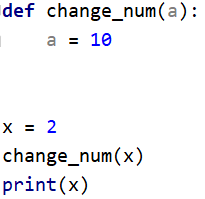 def change_num(a):
    a = 10
x = 2
change_num(x)
print(x)